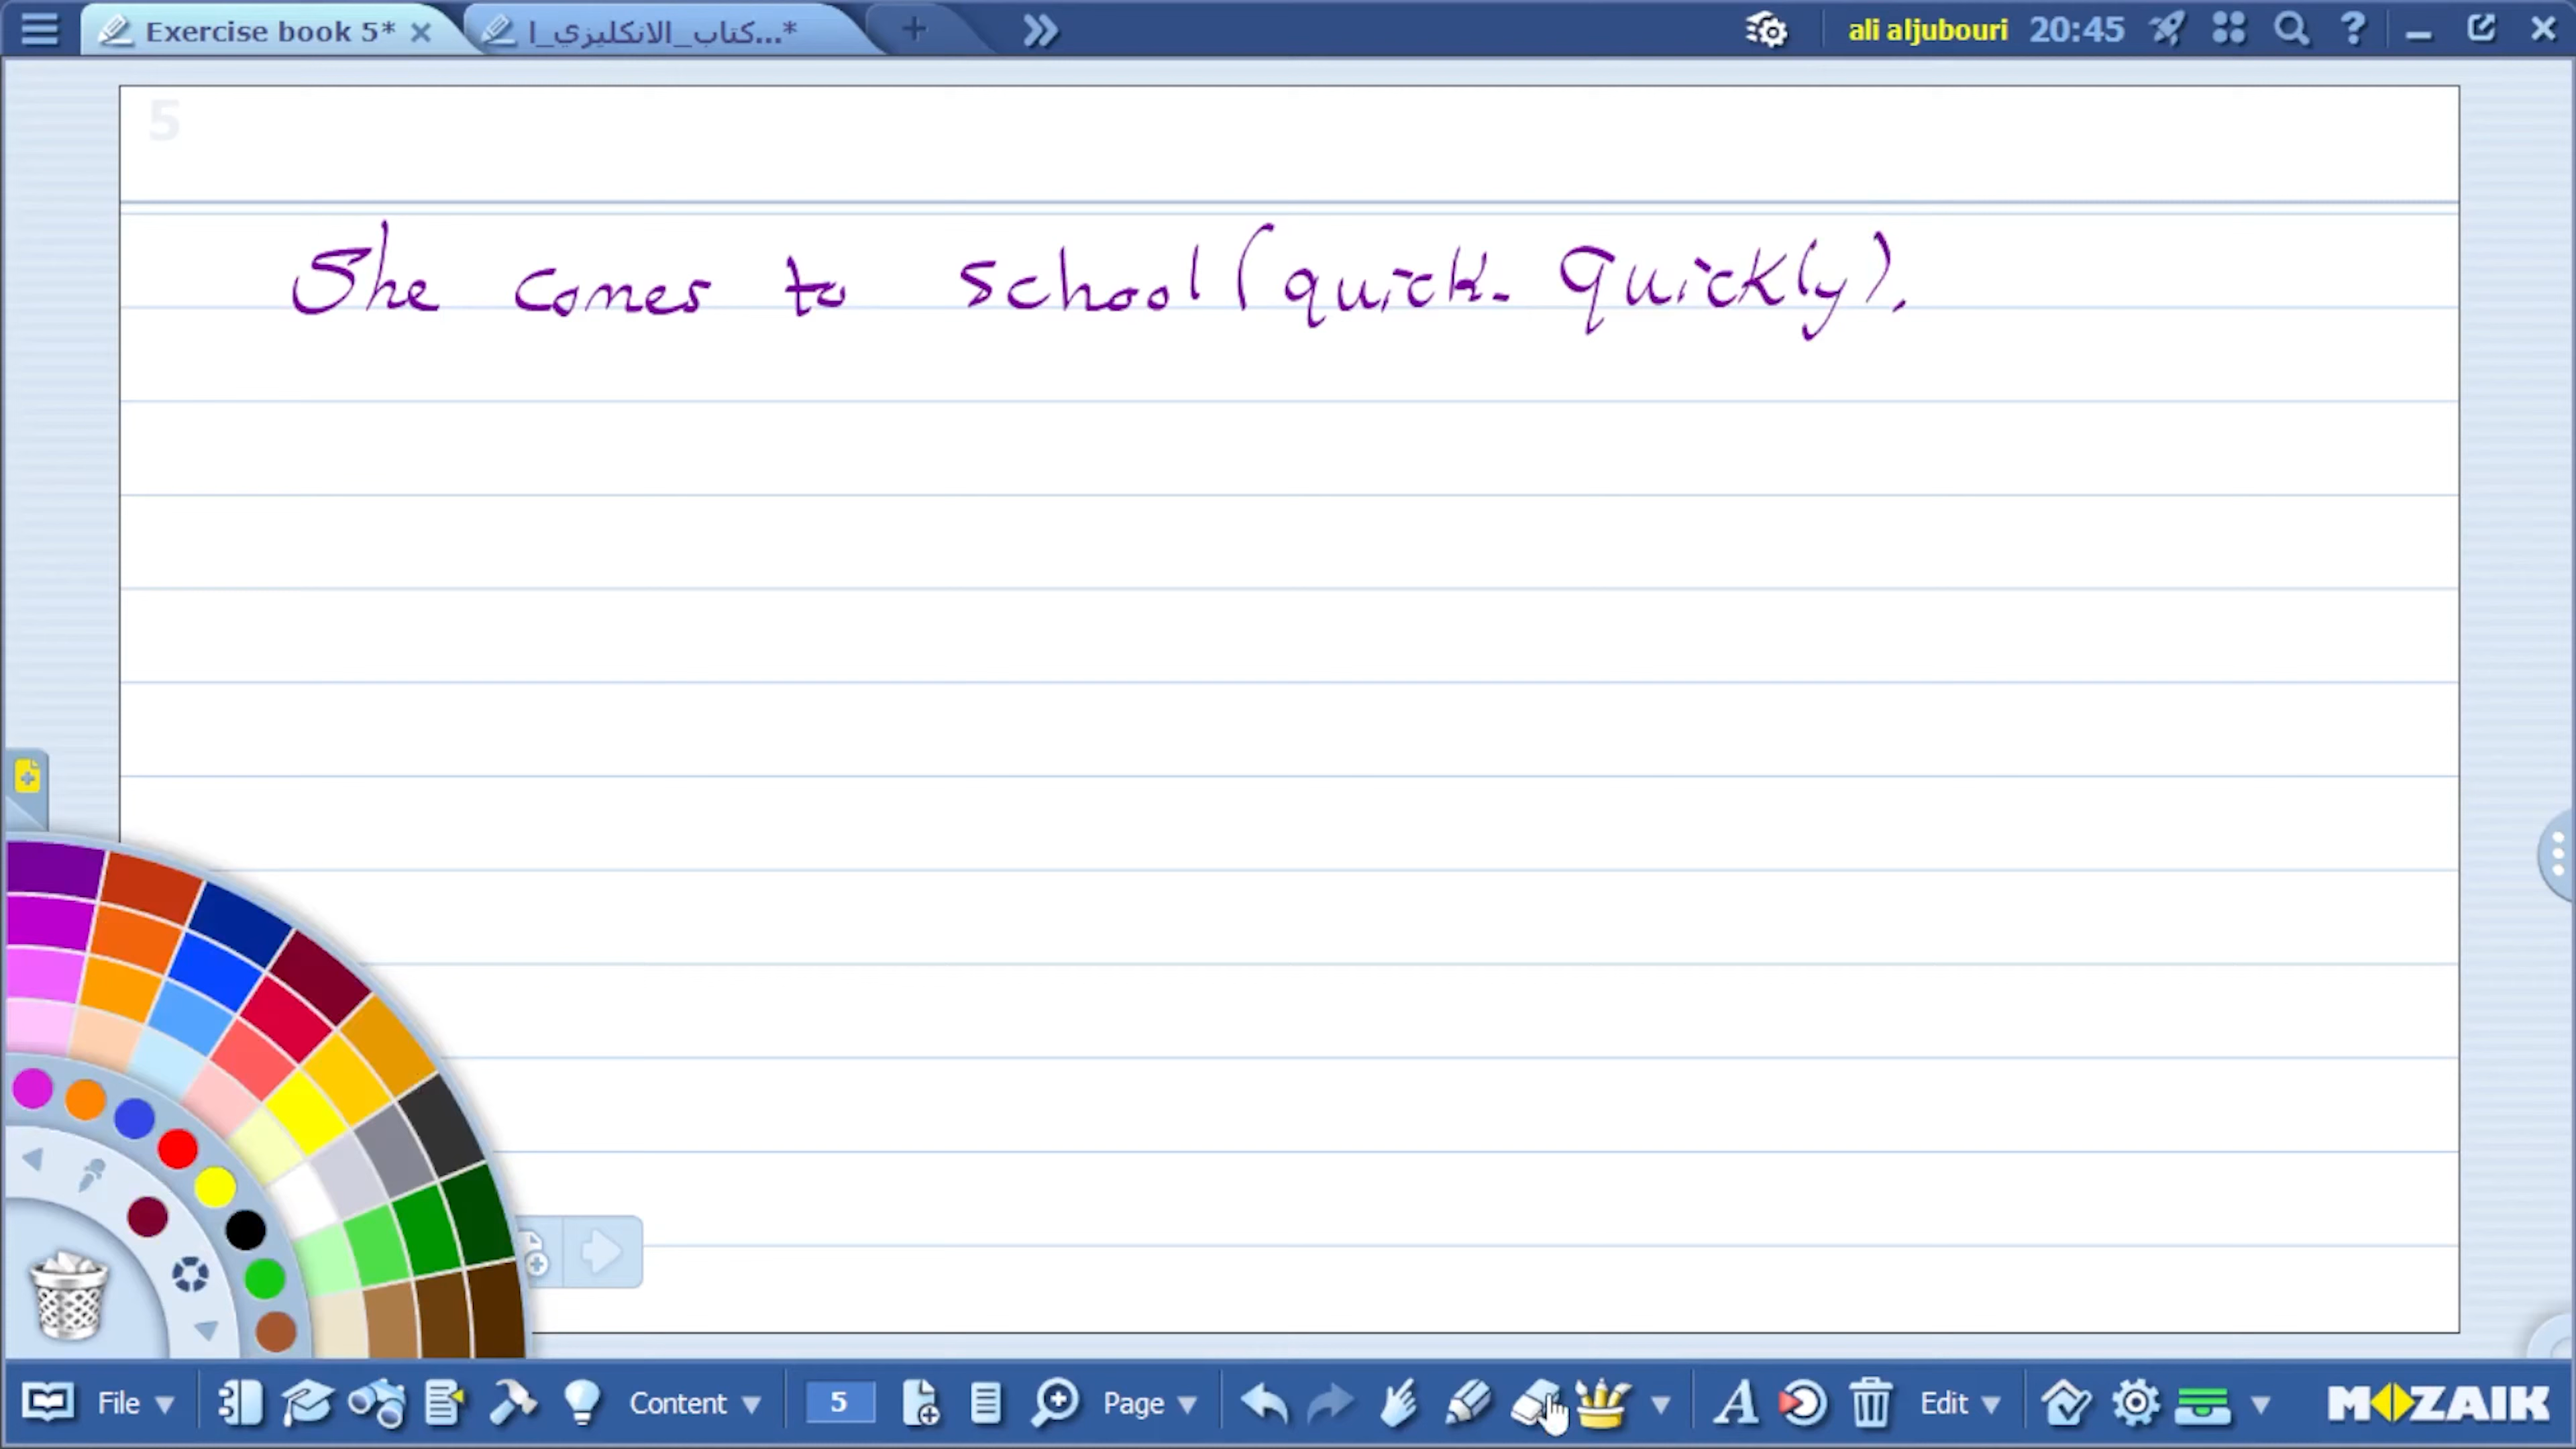 Exercise book 5*
كتاب_الانكليزي_ا...*
ali aljubouri 20:45
5
She comes to school (quick- quickly).
File Content 5 Page Edit MOZAIK